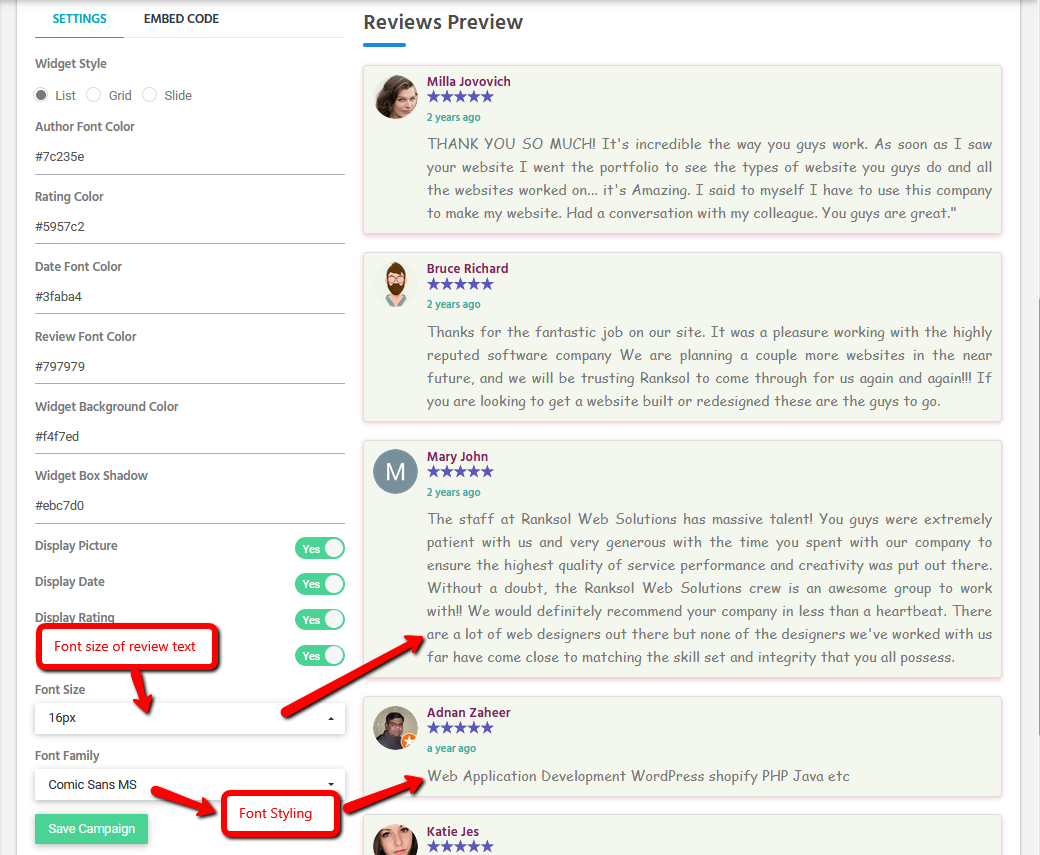 SETTINGS
EMBED CODE
Widget Style
List
Grid
Slide
Author Font Color
#7c235e
Rating Color
#5957c2
Date Font Color
#3faba4
Review Font Color
#797979
Widget Background Color
#f4f7ed
Widget Box Shadow
#ebc7d0
Display Picture
Yes
Display Date
Yes
Display Rating
Yes
Font size of review text
Yes
Font Size
16px
Font Family
Comic Sans MS
Font Styling
Save Campaign
Reviews Preview
Milla Jovovich
2 years ago
THANK YOU SO MUCH! It's incredible the way you guys work. As soon as I saw
your website I went the portfolio to see the types of website you guys do and all
the websites worked on... it's Amazing. I said to myself I have to use this company
to make my website. Had a conversation with my colleague. You guys are great."
Bruce Richard
2 years ago
Thanks for the fantastic job on our site. It was a pleasure working with the highly
reputed software company We are planning a couple more websites in the near
future, and we will be trusting Ranksol to come through for us again and again!!! If
you are looking to get a website built or redesigned these are the guys to go.
M
Mary John
2 years ago
The staff at Ranksol Web Solutions has massive talent! You guys were extremely
patient with us and very generous with the time you spent with our company to
ensure the highest quality of service performance and creativity was put out there.
Without a doubt, the Ranksol Web Solutions crew is an awesome group to work
with!! We would definitely recommend your company in less than a heartbeat. There
are a lot of web designers out there but none of the designers we've worked with us
far have come close to matching the skill set and integrity that you all possess.
Adnan Zaheer
a year ago
Web Application Development WordPress shopify PHP Java etc
Katie Jes